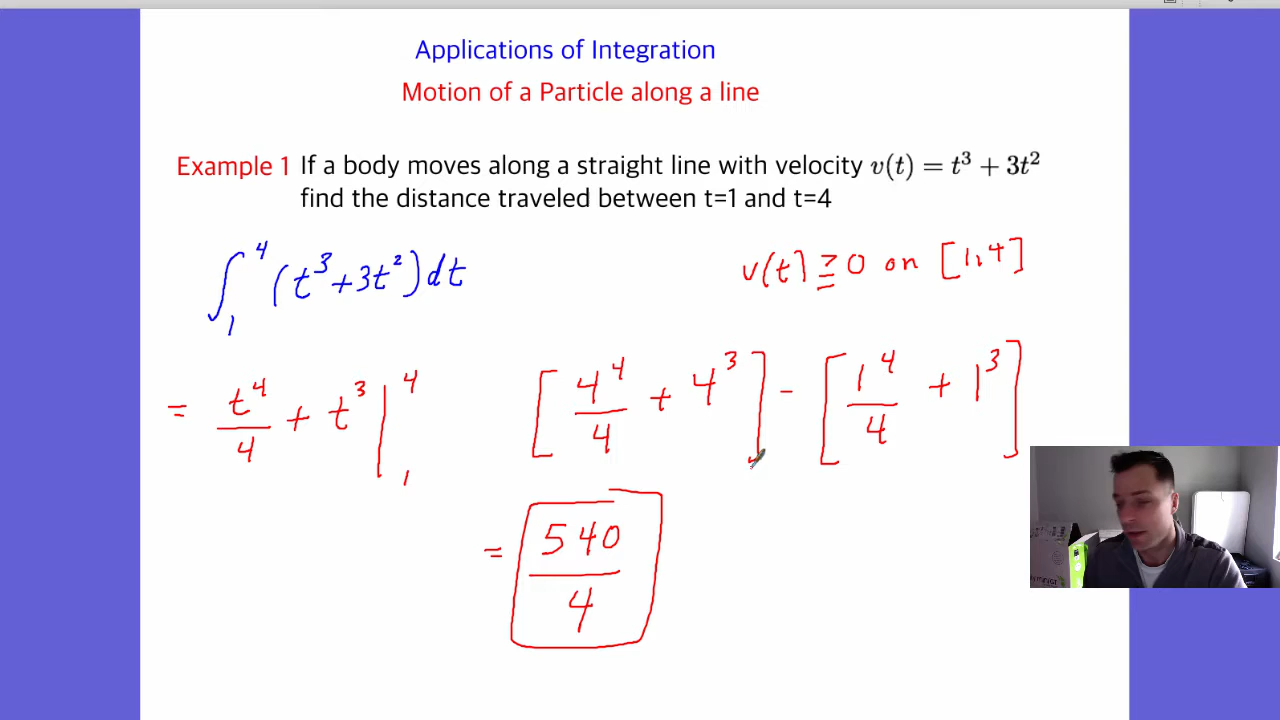 Applications of Integration
Motion of a Particle along a line
Example 1 If a body moves along a straight line with velocity v(t) = t³ + 3t²
find the distance traveled between t=1 and t=4
∫₁⁴ (t³+3t²)dt
v(t) ≥ 0 on [1,4]
= t⁴/4 + t³ |₁⁴
[4⁴/4 + 4³] - [1⁴/4 + 1³]
= 540/4